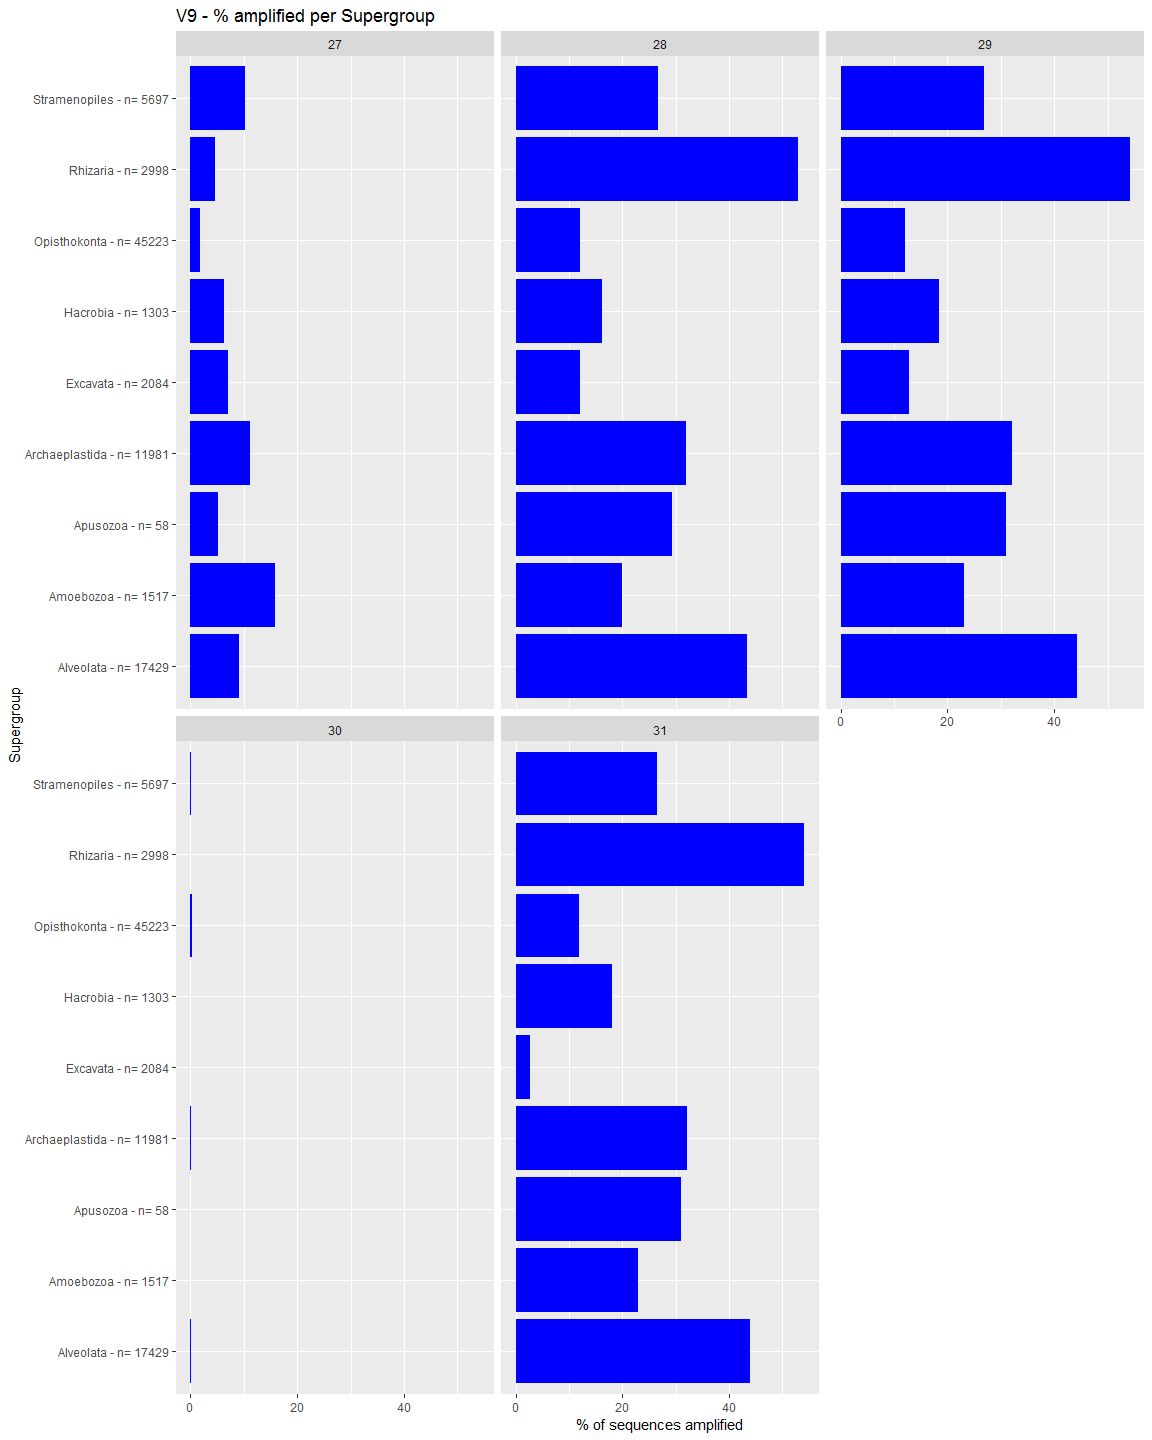 V9 - % amplified per Supergroup
27
28
29
Stramenopiles - n= 5697
Rhizaria - n= 2998
Opisthokonta - n= 45223
Hacrobia - n= 1303
Excavata - n= 2084
Archaeplastida - n= 11981
Apusozoa - n= 58
Amoebozoa - n= 1517
Alveolata - n= 17429
0
20
40
Supergroup
30
31
Stramenopiles - n= 5697
Rhizaria - n= 2998
Opisthokonta - n= 45223
Hacrobia - n= 1303
Excavata - n= 2084
Archaeplastida - n= 11981
Apusozoa - n= 58
Amoebozoa - n= 1517
Alveolata - n= 17429
0
20
40
0
20
40
% of sequences amplified